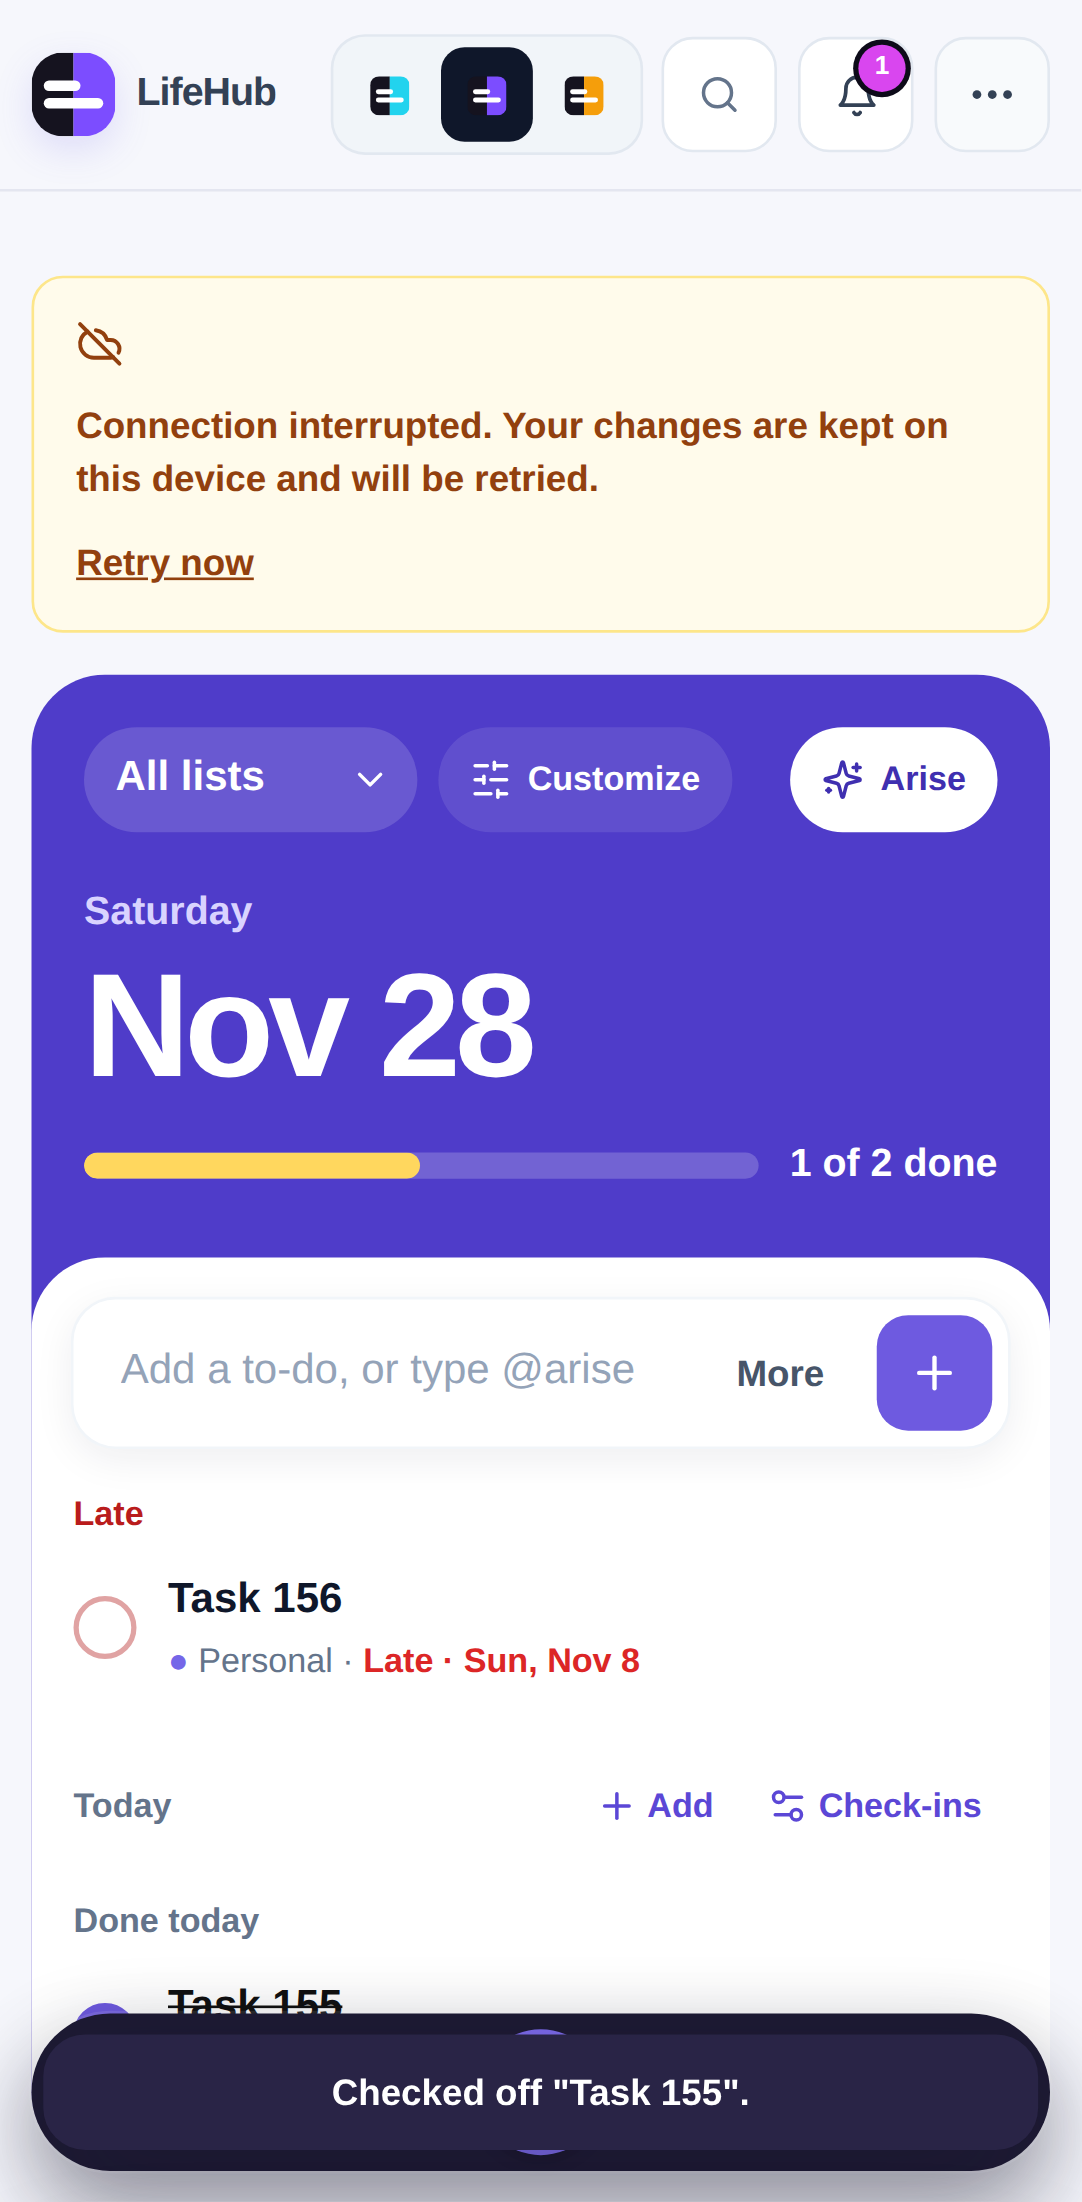 LifeHub
1
Connection interrupted. Your changes are kept on
this device and will be retried.
Retry now
All lists
Customize
Arise
Saturday
Nov 28
1 of 2 done
Add a to-do, or type @arise
More
Late
Task 156
Personal · Late · Sun, Nov 8
Today
Add
Check-ins
Done today
Task 155
Checked off "Task 155".